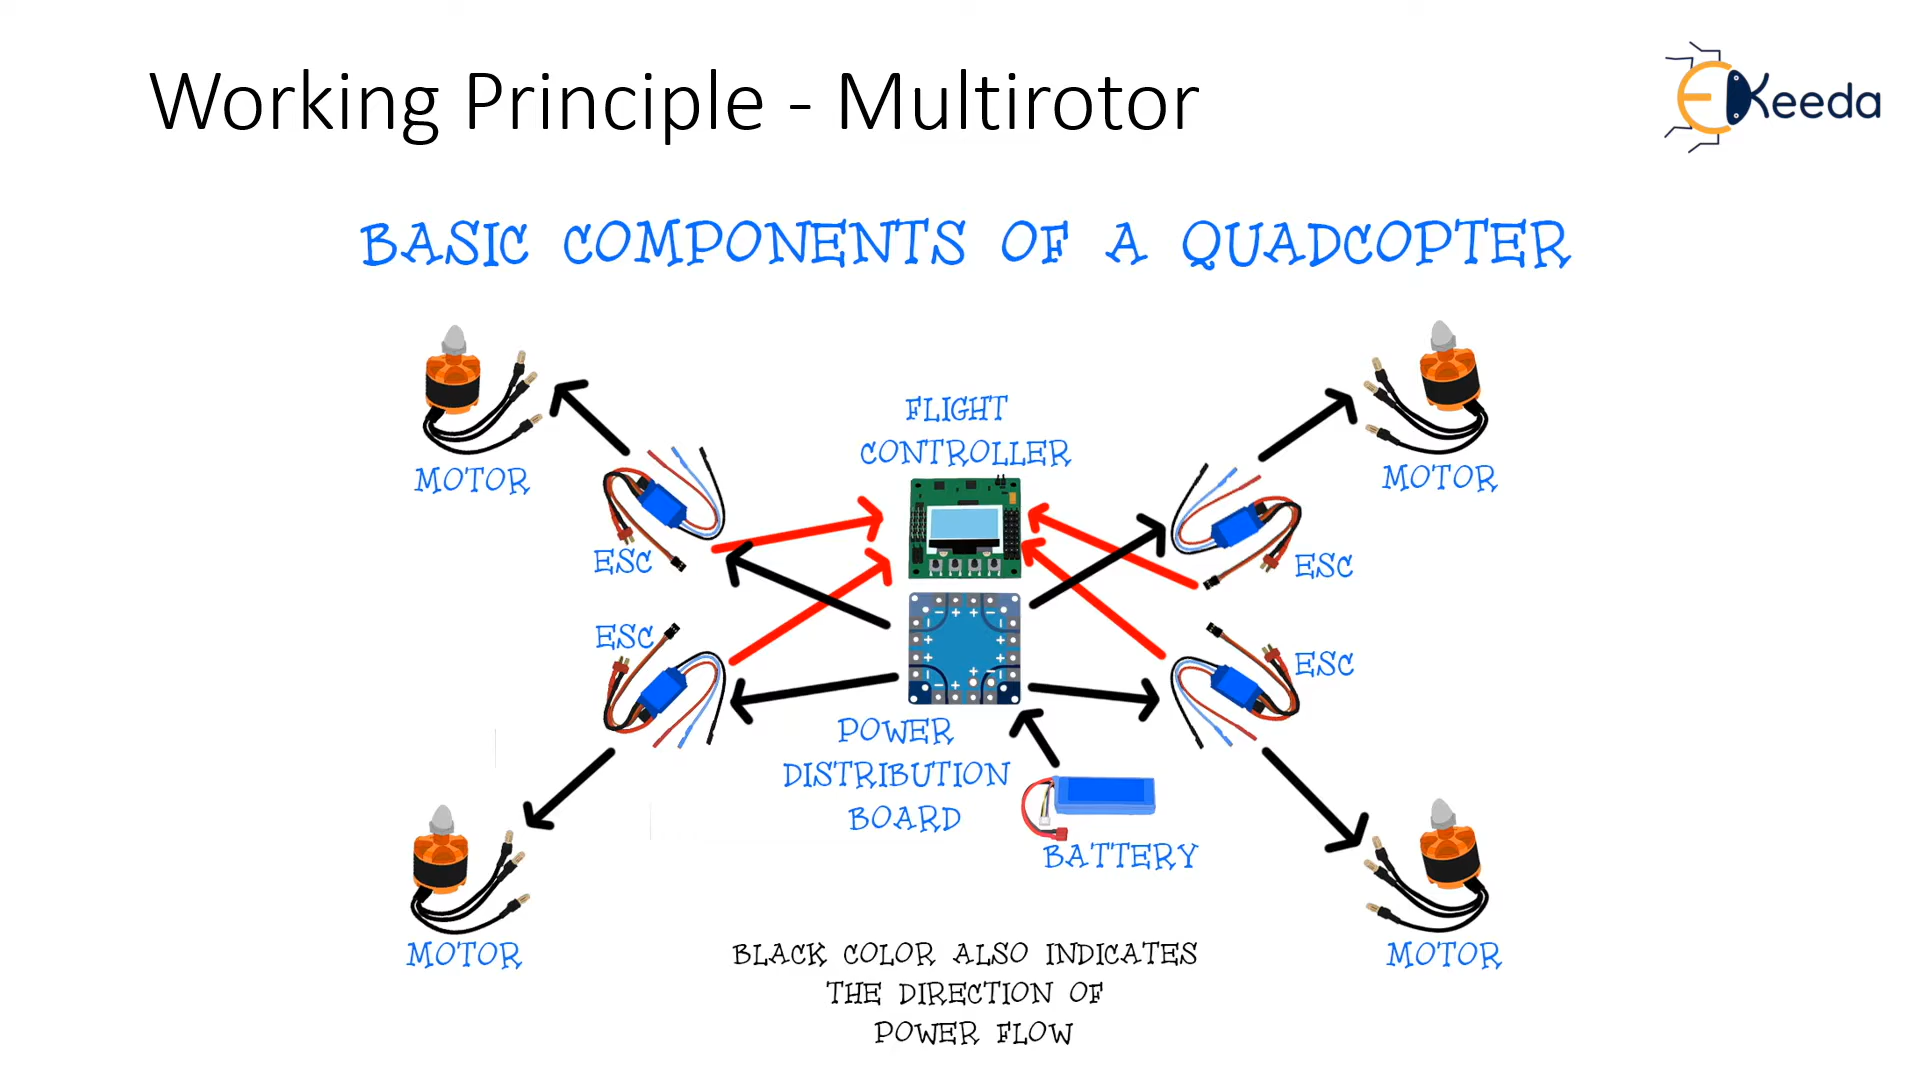 Working Principle - Multirotor
EKeeda
BASIC COMPONENTS OF A QUADCOPTER
FLIGHT
CONTROLLER
MOTOR
MOTOR
ESC
ESC
ESC
ESC
POWER
DISTRIBUTION
BOARD
BATTERY
MOTOR
MOTOR
BLACK COLOR ALSO INDICATES
THE DIRECTION OF
POWER FLOW